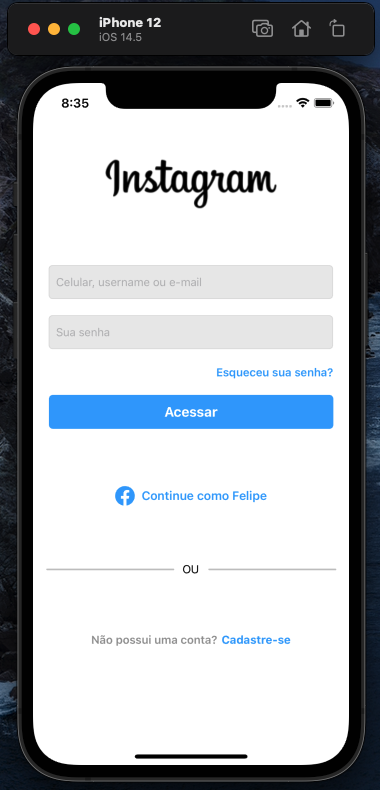 iPhone 12
iOS 14.5
8:35
Instagram
Celular, username ou e-mail
Sua senha
Esqueceu sua senha?
Acessar
Continue como Felipe
OU
Não possui uma conta? Cadastre-se